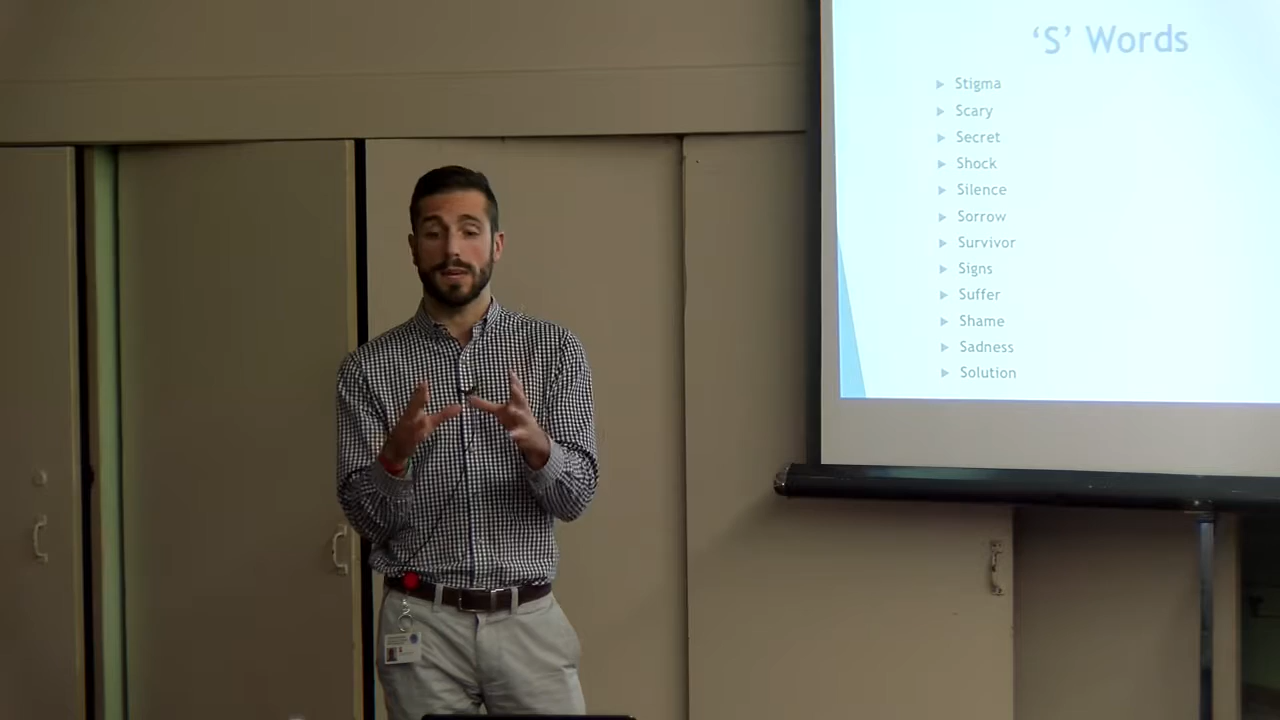 ‘S’ Words
Stigma
Scary
Secret
Shock
Silence
Sorrow
Survivor
Signs
Suffer
Shame
Sadness
Solution